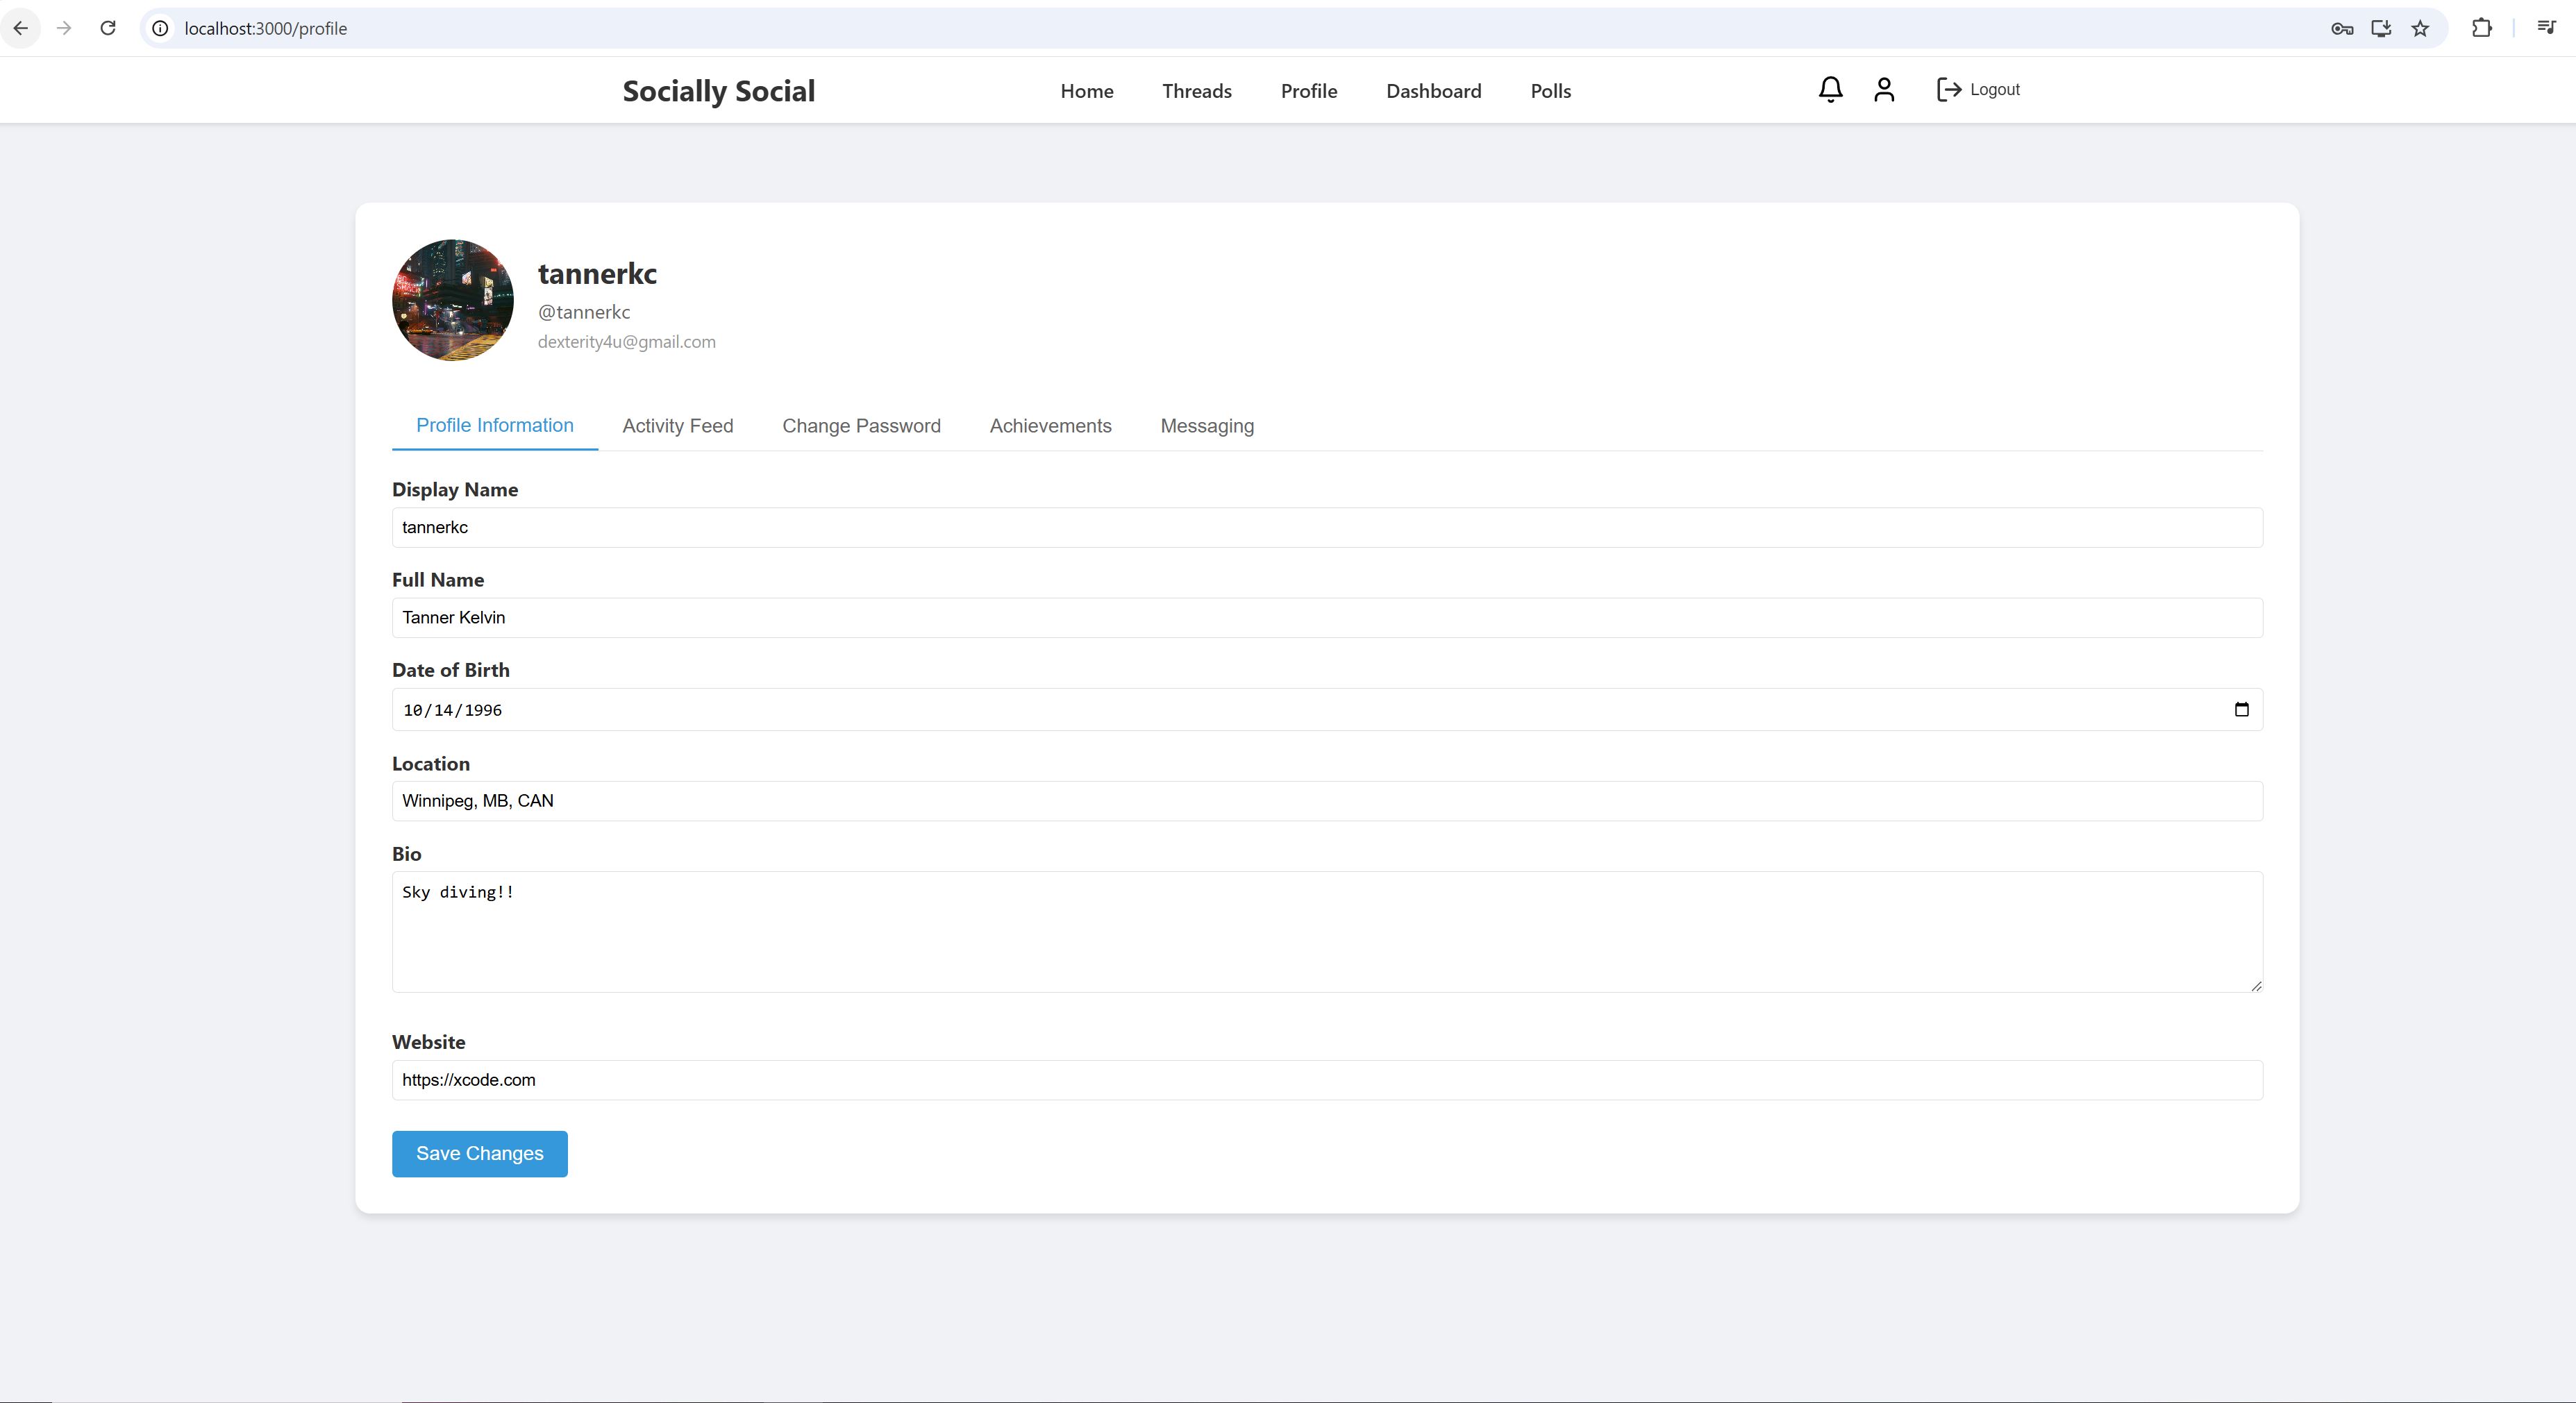 localhost:3000/profile
Socially Social
Home Threads Profile Dashboard Polls
Logout
tannerkc
@tannerkc
dexterity4u@gmail.com
Profile Information Activity Feed Change Password Achievements Messaging
Display Name
tannerkc
Full Name
Tanner Kelvin
Date of Birth
10/14/1996
Location
Winnipeg, MB, CAN
Bio
Sky diving!!
Website
https://xcode.com
Save Changes